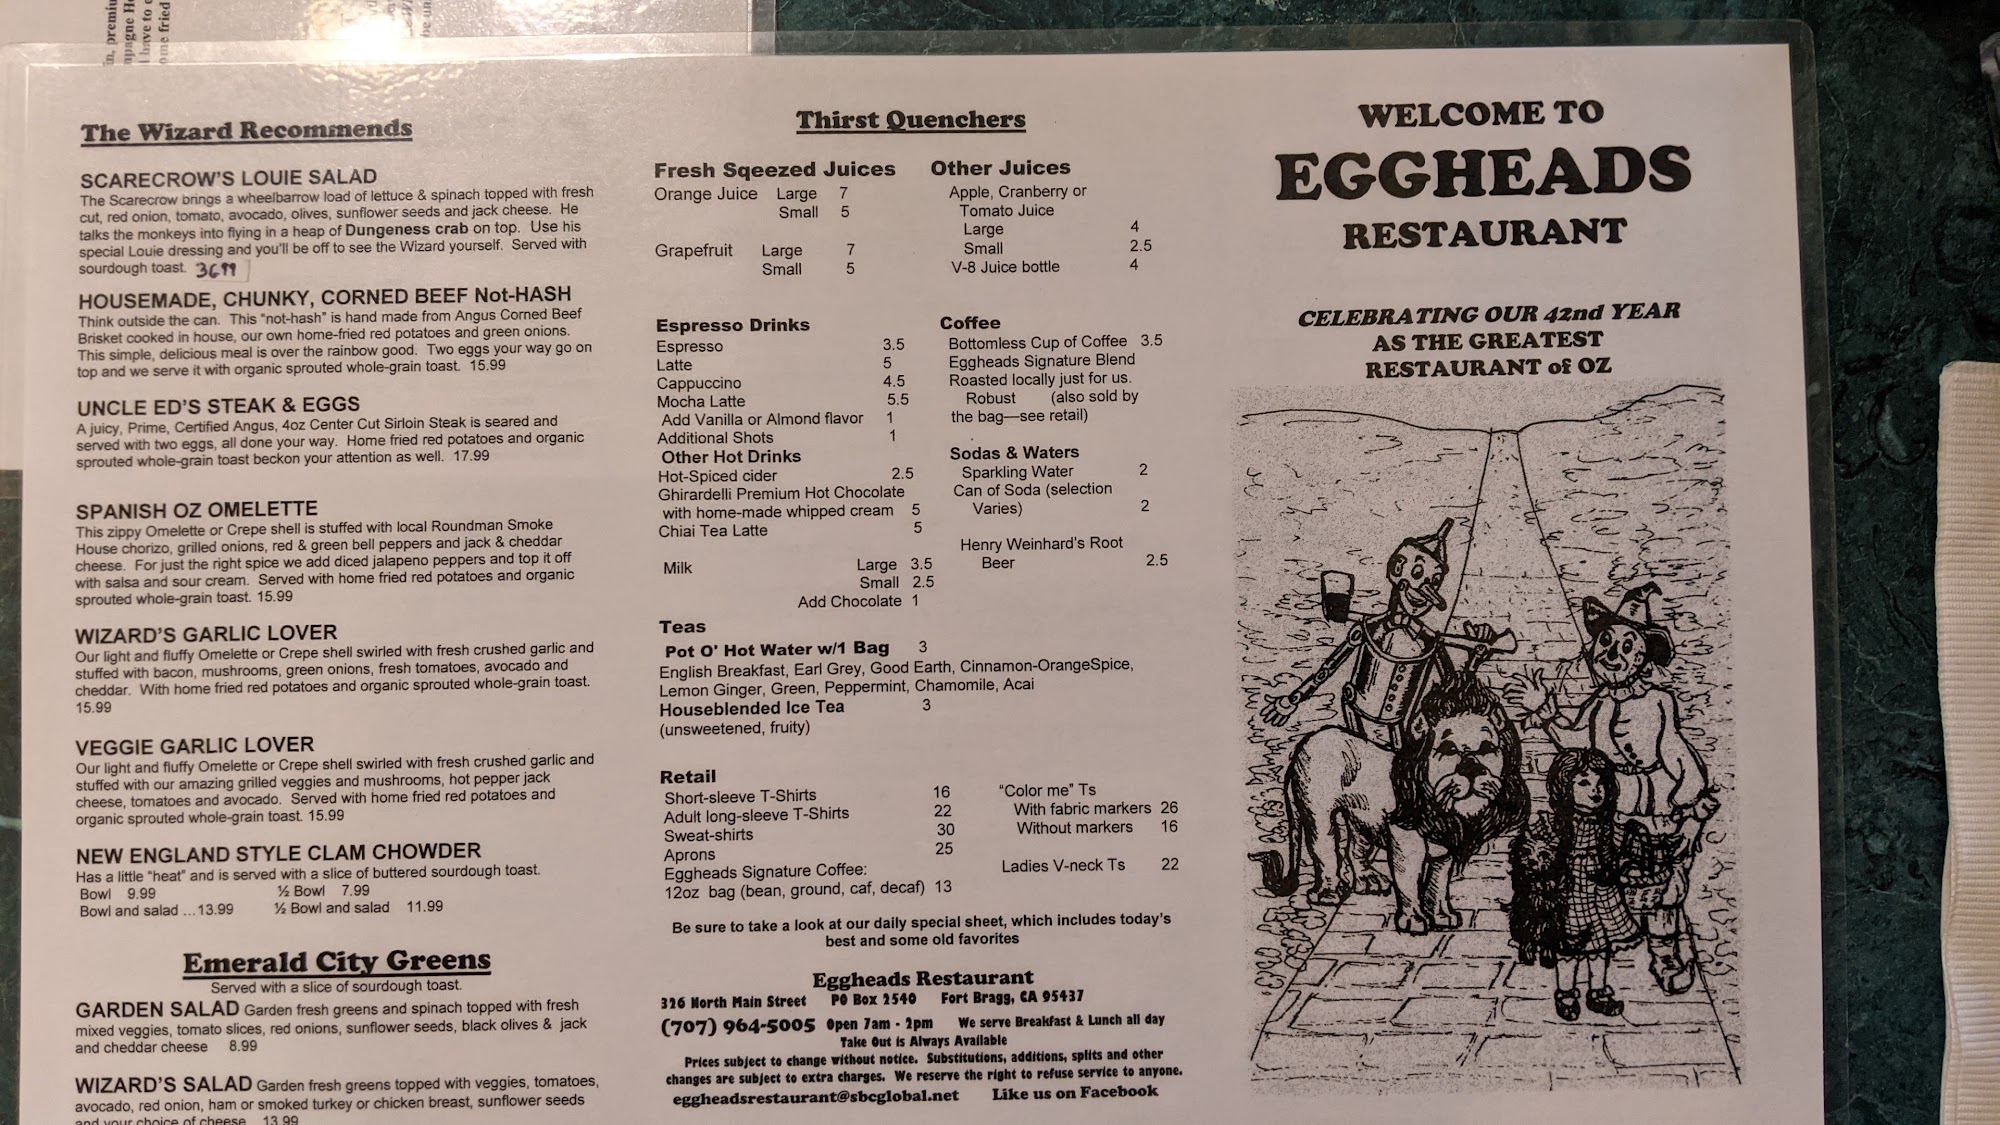 The Wizard Recommends
SCARECROW'S LOUIE SALAD
The Scarecrow brings a wheelbarrow load of lettuce & spinach topped with fresh
cut, red onion, tomato, avocado, olives, sunflower seeds and jack cheese. He
talks the monkeys into flying in a heap of Dungeness crab on top. Use his
special Louie dressing and you'll be off to see the Wizard yourself. Served with
sourdough toast. 3699
HOUSEMADE, CHUNKY, CORNED BEEF Not-HASH
Think outside the can. This "not-hash" is hand made from Angus Corned Beef
Brisket cooked in house, our own home-fried red potatoes and green onions.
This simple, delicious meal is over the rainbow good. Two eggs your way go on
top and we serve it with organic sprouted whole-grain toast. 15.99
UNCLE ED'S STEAK & EGGS
A juicy, Prime, Certified Angus, 4oz Center Cut Sirloin Steak is seared and
served with two eggs, all done your way. Home fried red potatoes and organic
sprouted whole-grain toast beckon your attention as well. 17.99
SPANISH OZ OMELETTE
This zippy Omelette or Crepe shell is stuffed with local Roundman Smoke
House chorizo, grilled onions, red & green bell peppers and jack & cheddar
cheese. For just the right spice we add diced jalapeno peppers and top it off
with salsa and sour cream. Served with home fried red potatoes and organic
sprouted whole-grain toast. 15.99
WIZARD'S GARLIC LOVER
Our light and fluffy Omelette or Crepe shell swirled with fresh crushed garlic and
stuffed with bacon, mushrooms, green onions, fresh tomatoes, avocado and
cheddar. With home fried red potatoes and organic sprouted whole-grain toast.
15.99
VEGGIE GARLIC LOVER
Our light and fluffy Omelette or Crepe shell swirled with fresh crushed garlic and
stuffed with our amazing grilled veggies and mushrooms, hot pepper jack
cheese, tomatoes and avocado. Served with home fried red potatoes and
organic sprouted whole-grain toast. 15.99
NEW ENGLAND STYLE CLAM CHOWDER
Has a little "heat" and is served with a slice of buttered sourdough toast.
Bowl 9.99 ½ Bowl 7.99
Bowl and salad ...13.99 ½ Bowl and salad 11.99
Emerald City Greens
Served with a slice of sourdough toast.
GARDEN SALAD Garden fresh greens and spinach topped with fresh
mixed veggies, tomato slices, red onions, sunflower seeds, black olives & jack
and cheddar cheese 8.99
WIZARD'S SALAD Garden fresh greens topped with veggies, tomatoes,
avocado, red onion, ham or smoked turkey or chicken breast, sunflower seeds
and your choice of cheese 13.99
Thirst Quenchers
Fresh Sqeezed Juices
Orange Juice Large 7
Small 5
Grapefruit Large 7
Small 5
Other Juices
Apple, Cranberry or
Tomato Juice
Large 4
Small 2.5
V-8 Juice bottle 4
Espresso Drinks
Espresso 3.5
Latte 5
Cappuccino 4.5
Mocha Latte 5.5
Add Vanilla or Almond flavor 1
Additional Shots 1
Other Hot Drinks
Hot-Spiced cider 2.5
Ghirardelli Premium Hot Chocolate
with home-made whipped cream 5
Chiai Tea Latte 5
Milk Large 3.5
Small 2.5
Add Chocolate 1
Coffee
Bottomless Cup of Coffee 3.5
Eggheads Signature Blend
Roasted locally just for us.
Robust (also sold by
the bag—see retail)
Sodas & Waters
Sparkling Water 2
Can of Soda (selection
Varies) 2
Henry Weinhard's Root
Beer 2.5
Teas
Pot O' Hot Water w/1 Bag 3
English Breakfast, Earl Grey, Good Earth, Cinnamon-OrangeSpice,
Lemon Ginger, Green, Peppermint, Chamomile, Acai
Houseblended Ice Tea 3
(unsweetened, fruity)
Retail
Short-sleeve T-Shirts 16
Adult long-sleeve T-Shirts 22
Sweat-shirts 30
Aprons 25
Eggheads Signature Coffee:
12oz bag (bean, ground, caf, decaf) 13
"Color me" Ts
With fabric markers 26
Without markers 16
Ladies V-neck Ts 22
Be sure to take a look at our daily special sheet, which includes today's
best and some old favorites
Eggheads Restaurant
326 North Main Street PO Box 2540 Fort Bragg, CA 95437
(707) 964-5005 Open 7am - 2pm We serve Breakfast & Lunch all day
Take Out is Always Available
Prices subject to change without notice. Substitutions, additions, splits and other
changes are subject to extra charges. We reserve the right to refuse service to anyone.
eggheadsrestaurant@sbcglobal.net Like us on Facebook
WELCOME TO
EGGHEADS
RESTAURANT
CELEBRATING OUR 42nd YEAR
AS THE GREATEST
RESTAURANT of OZ